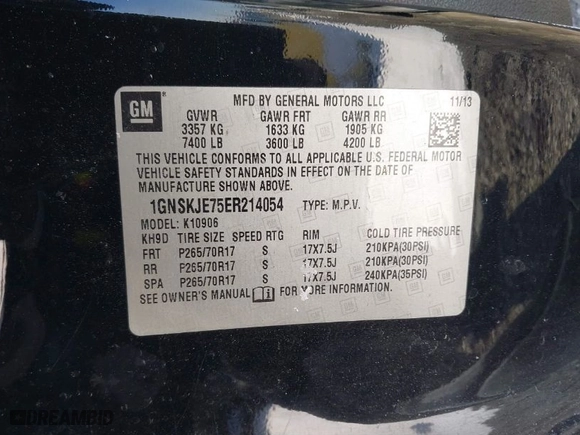 GM
MFD BY GENERAL MOTORS LLC 11/13
GVWR GAWR FRT GAWR RR
3357 KG 1633 KG 1905 KG
7400 LB 3600 LB 4200 LB
THIS VEHICLE CONFORMS TO ALL APPLICABLE U.S. FEDERAL MOTOR
VEHICLE SAFETY STANDARDS IN EFFECT ON THE DATE OF
MANUFACTURE SHOWN ABOVE.
1GNSKJE75ER214054 TYPE: M.P.V.
MODEL: K10906
KH9D TIRE SIZE SPEED RTG RIM COLD TIRE PRESSURE
FRT P265/70R17 S 17X7.5J 210KPA(30PSI)
RR P265/70R17 S 17X7.5J 210KPA(30PSI)
SPA P265/70R17 S 17X7.5J 240KPA(35PSI)
SEE OWNER'S MANUAL i FOR MORE INFORMATION.
DREAMBID